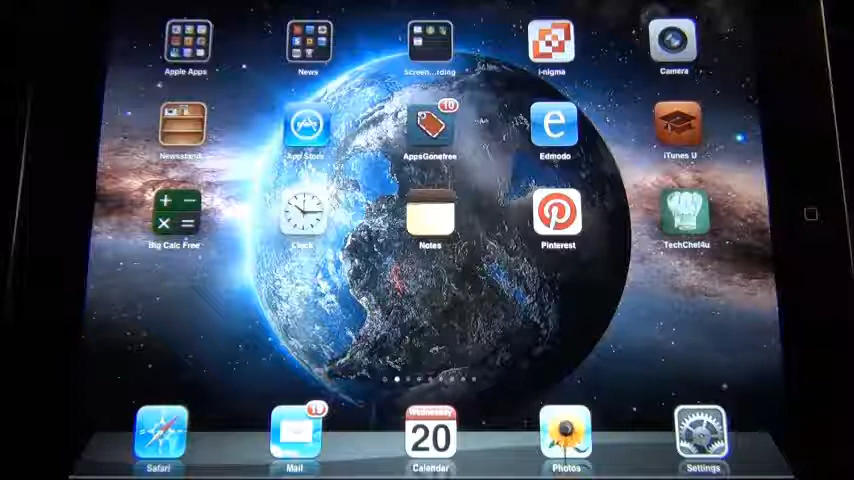 Apple Apps
News
Screen...rding
i-nigma
Camera
Newsstand
App Store
10
AppsGonefree
e
Edmodo
iTunes U
Big Calc Free
Clock
Notes
Pinterest
TechChef4u
19
Wednesday
20
Safari
Mail
Calendar
Photos
Settings